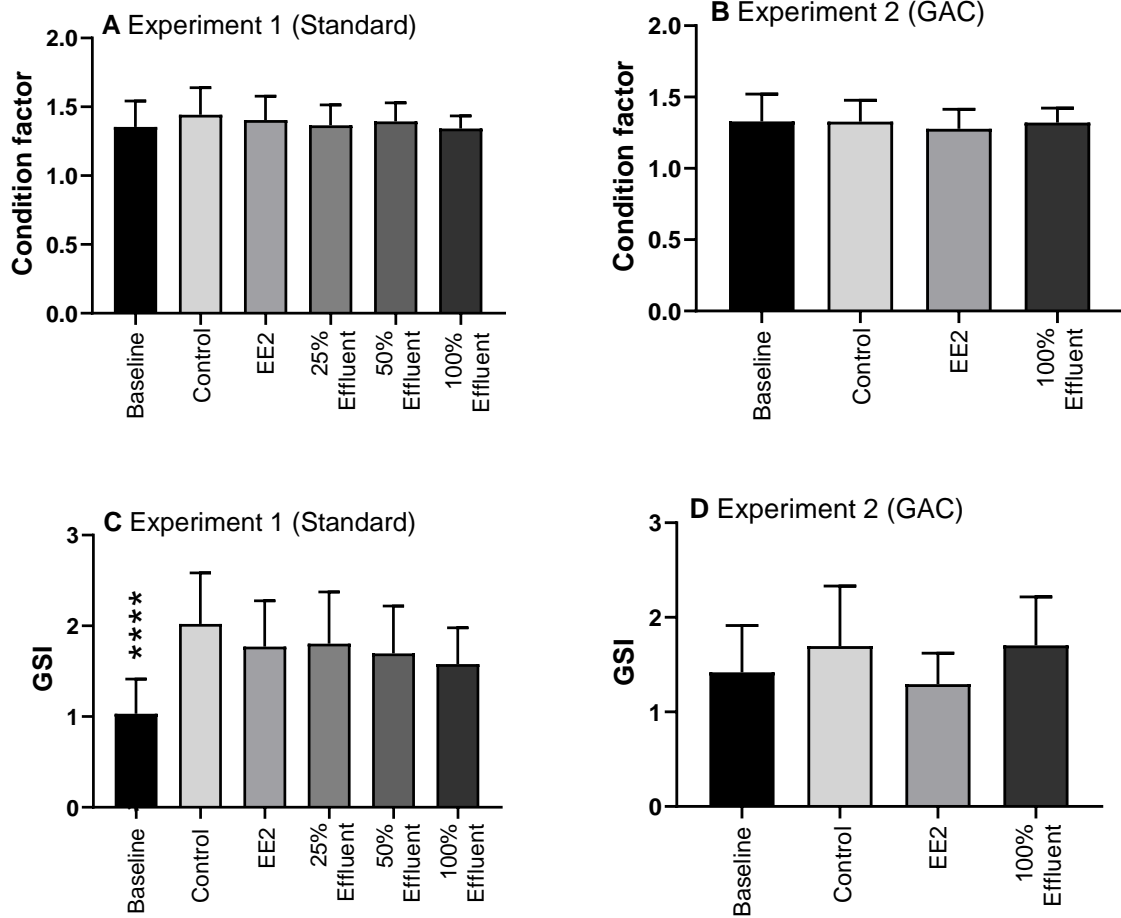 A Experiment 1 (Standard)
Condition factor
2.0
1.5
1.0
0.5
0.0
Baseline
Control
EE2
25%
Effluent
50%
Effluent
100%
Effluent
B Experiment 2 (GAC)
Condition factor
2.0
1.5
1.0
0.5
0.0
Baseline
Control
EE2
100%
Effluent
C Experiment 1 (Standard)
GSI
3
2
1
0
****
Baseline
Control
EE2
25%
Effluent
50%
Effluent
100%
Effluent
D Experiment 2 (GAC)
GSI
3
2
1
0
Baseline
Control
EE2
100%
Effluent